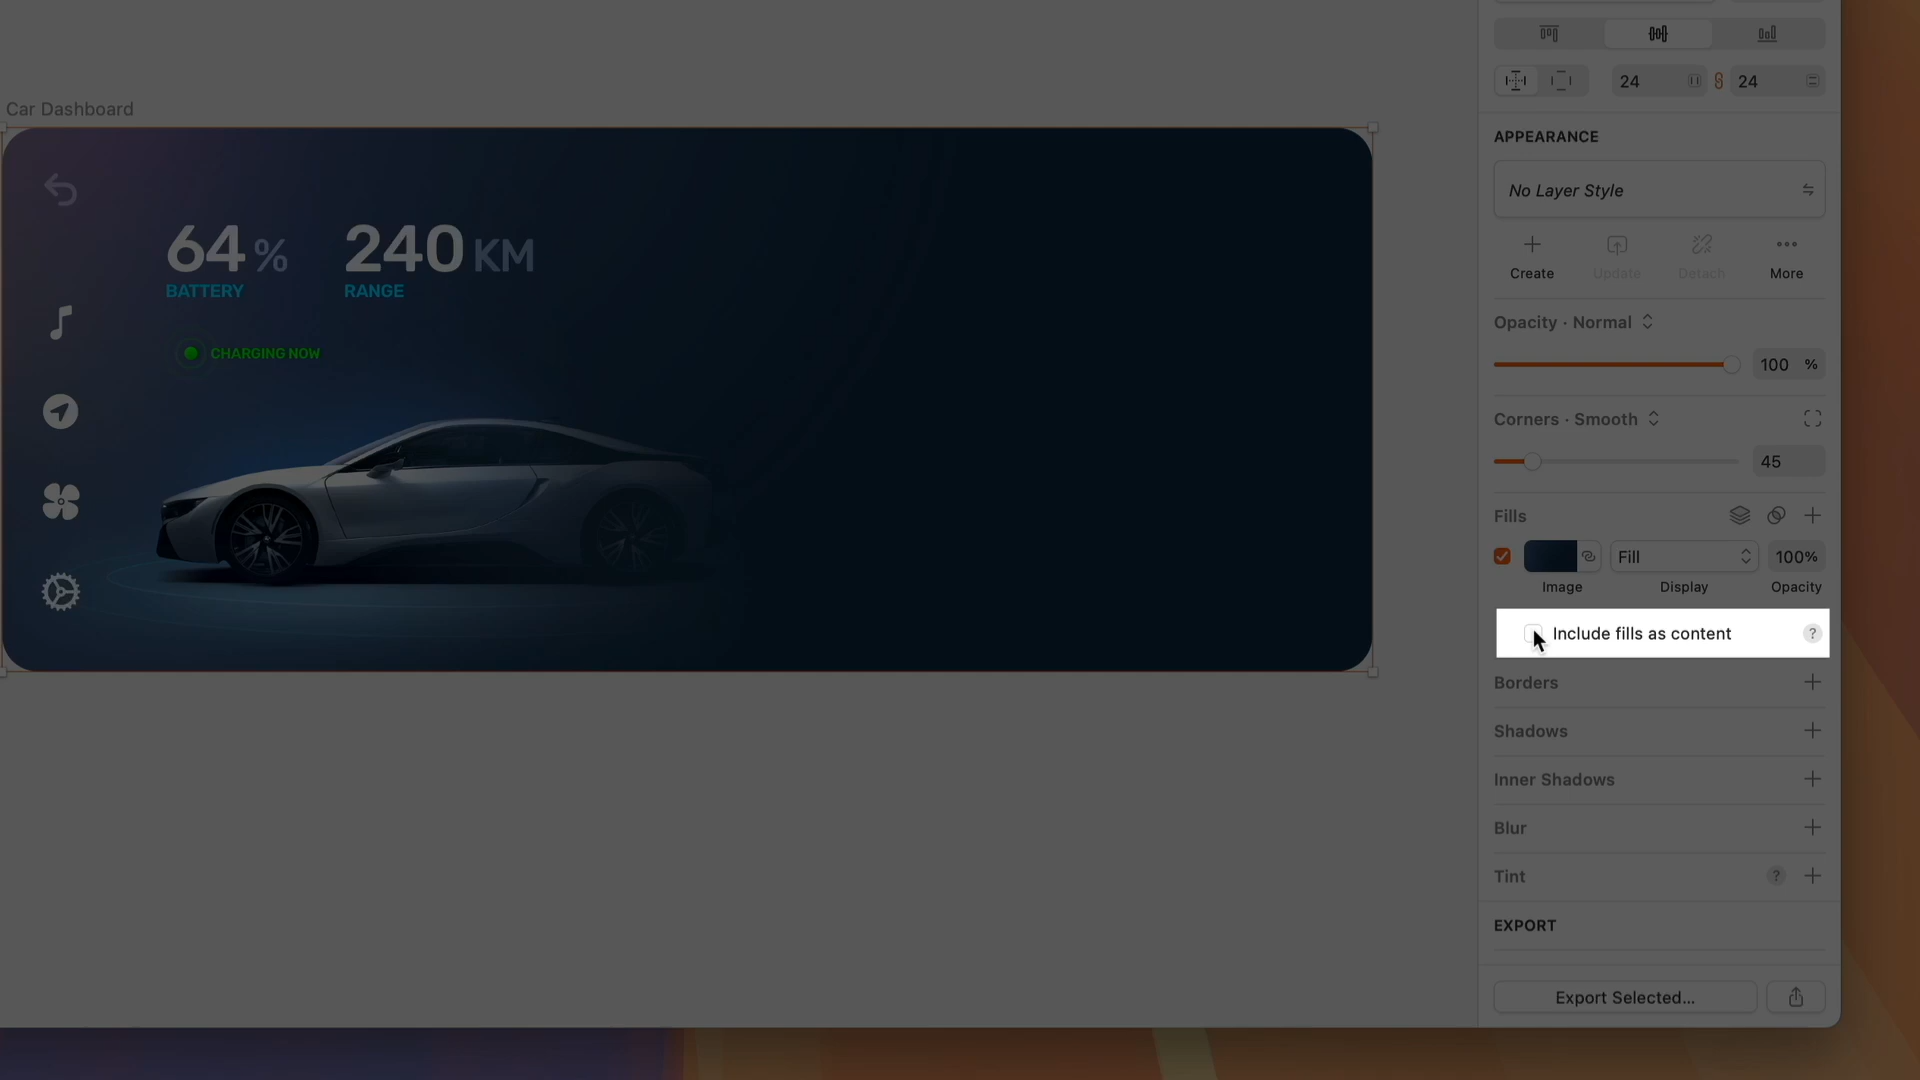 Car Dashboard
64 %
BATTERY
240 KM
RANGE
CHARGING NOW
24
24
APPEARANCE
No Layer Style
Create
Update
Detach
More
Opacity · Normal
100 %
Corners · Smooth
45
Fills
Fill
100%
Image
Display
Opacity
Include fills as content
?
Borders
Shadows
Inner Shadows
Blur
Tint
?
EXPORT
Export Selected...